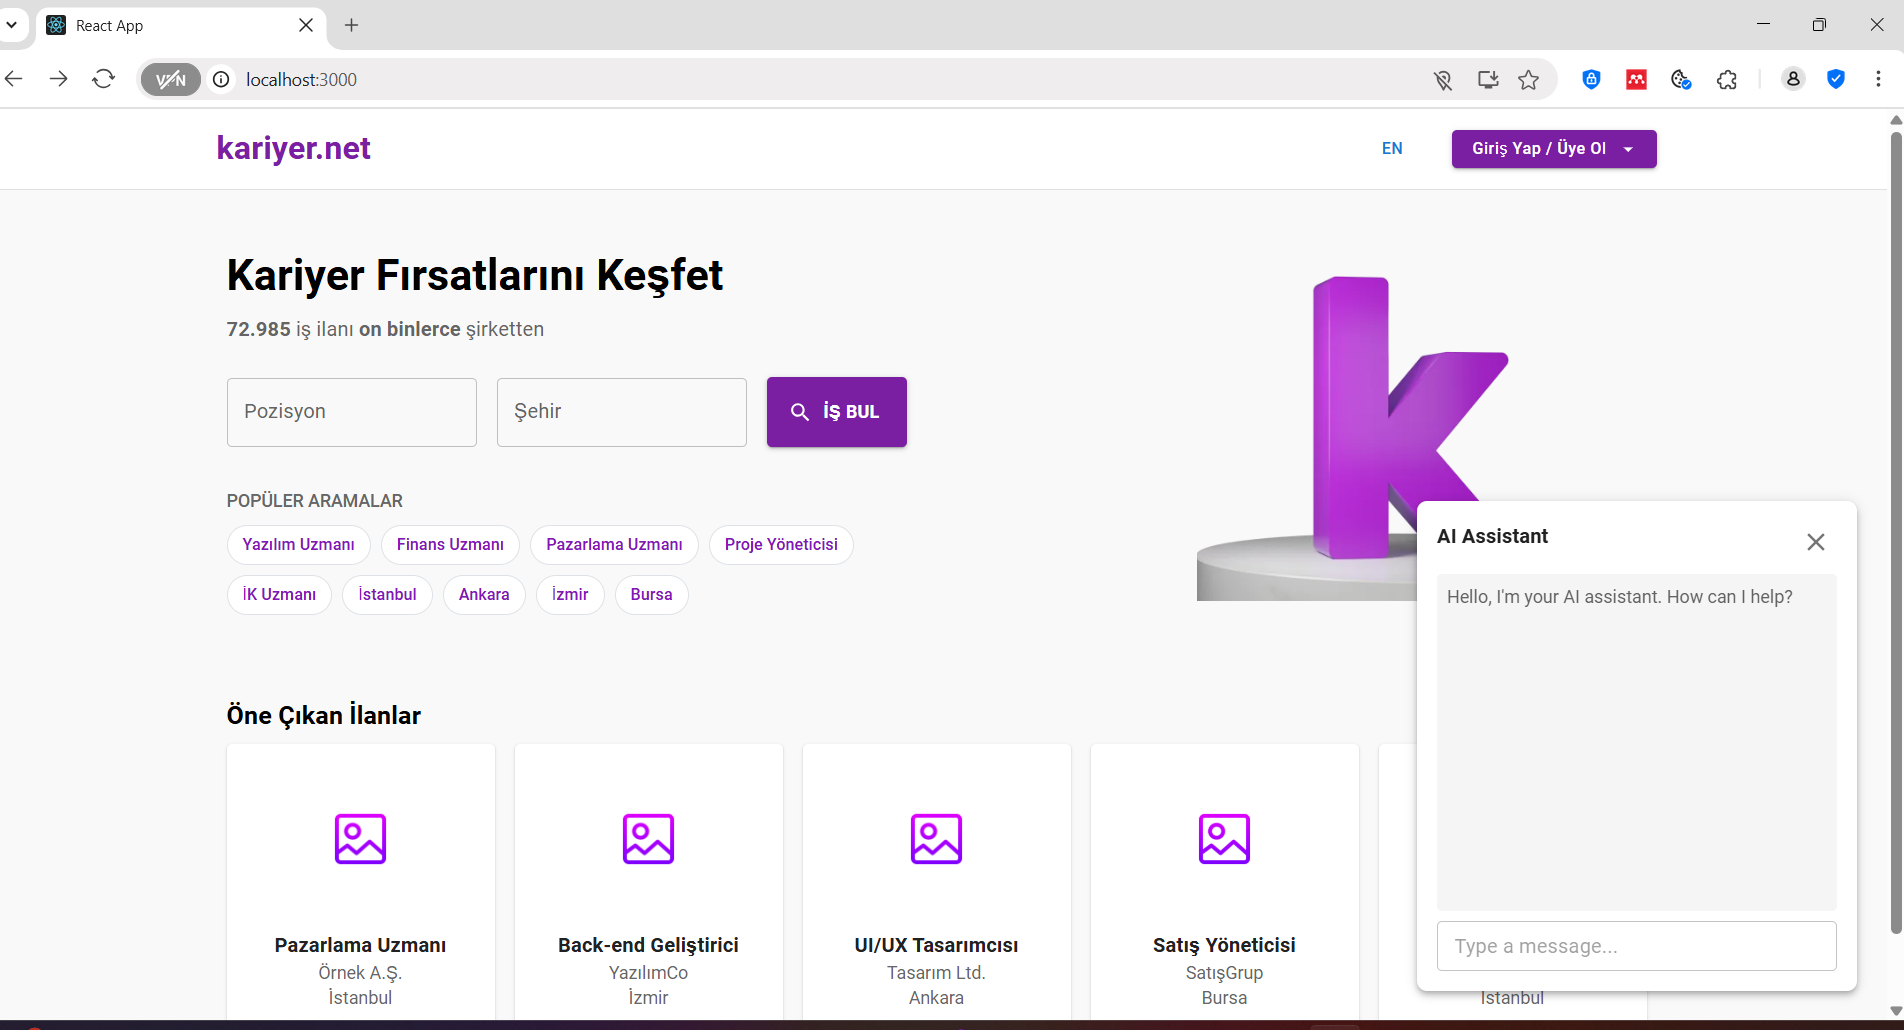 React App
VPN
localhost:3000
kariyer.net
EN
Giriş Yap / Üye Ol
Kariyer Fırsatlarını Keşfet
72.985 iş ilanı on binlerce şirketten
Pozisyon
Şehir
İŞ BUL
POPÜLER ARAMALAR
Yazılım Uzmanı
Finans Uzmanı
Pazarlama Uzmanı
Proje Yöneticisi
İK Uzmanı
İstanbul
Ankara
İzmir
Bursa
AI Assistant
Hello, I'm your AI assistant. How can I help?
Type a message...
Öne Çıkan İlanlar
Pazarlama Uzmanı
Örnek A.Ş.
İstanbul
Back-end Geliştirici
YazılımCo
İzmir
UI/UX Tasarımcısı
Tasarım Ltd.
Ankara
Satış Yöneticisi
SatışGrup
Bursa
İstanbul